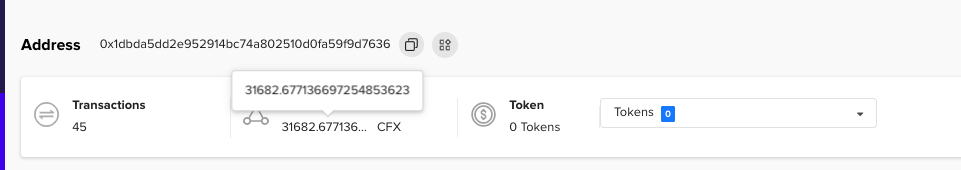 Address 0x1dbda5dd2e952914bc74a802510d0fa59f9d7636
31682.677136697254853623
Transactions
45
31682.677136... CFX
Token
0 Tokens
Tokens 0